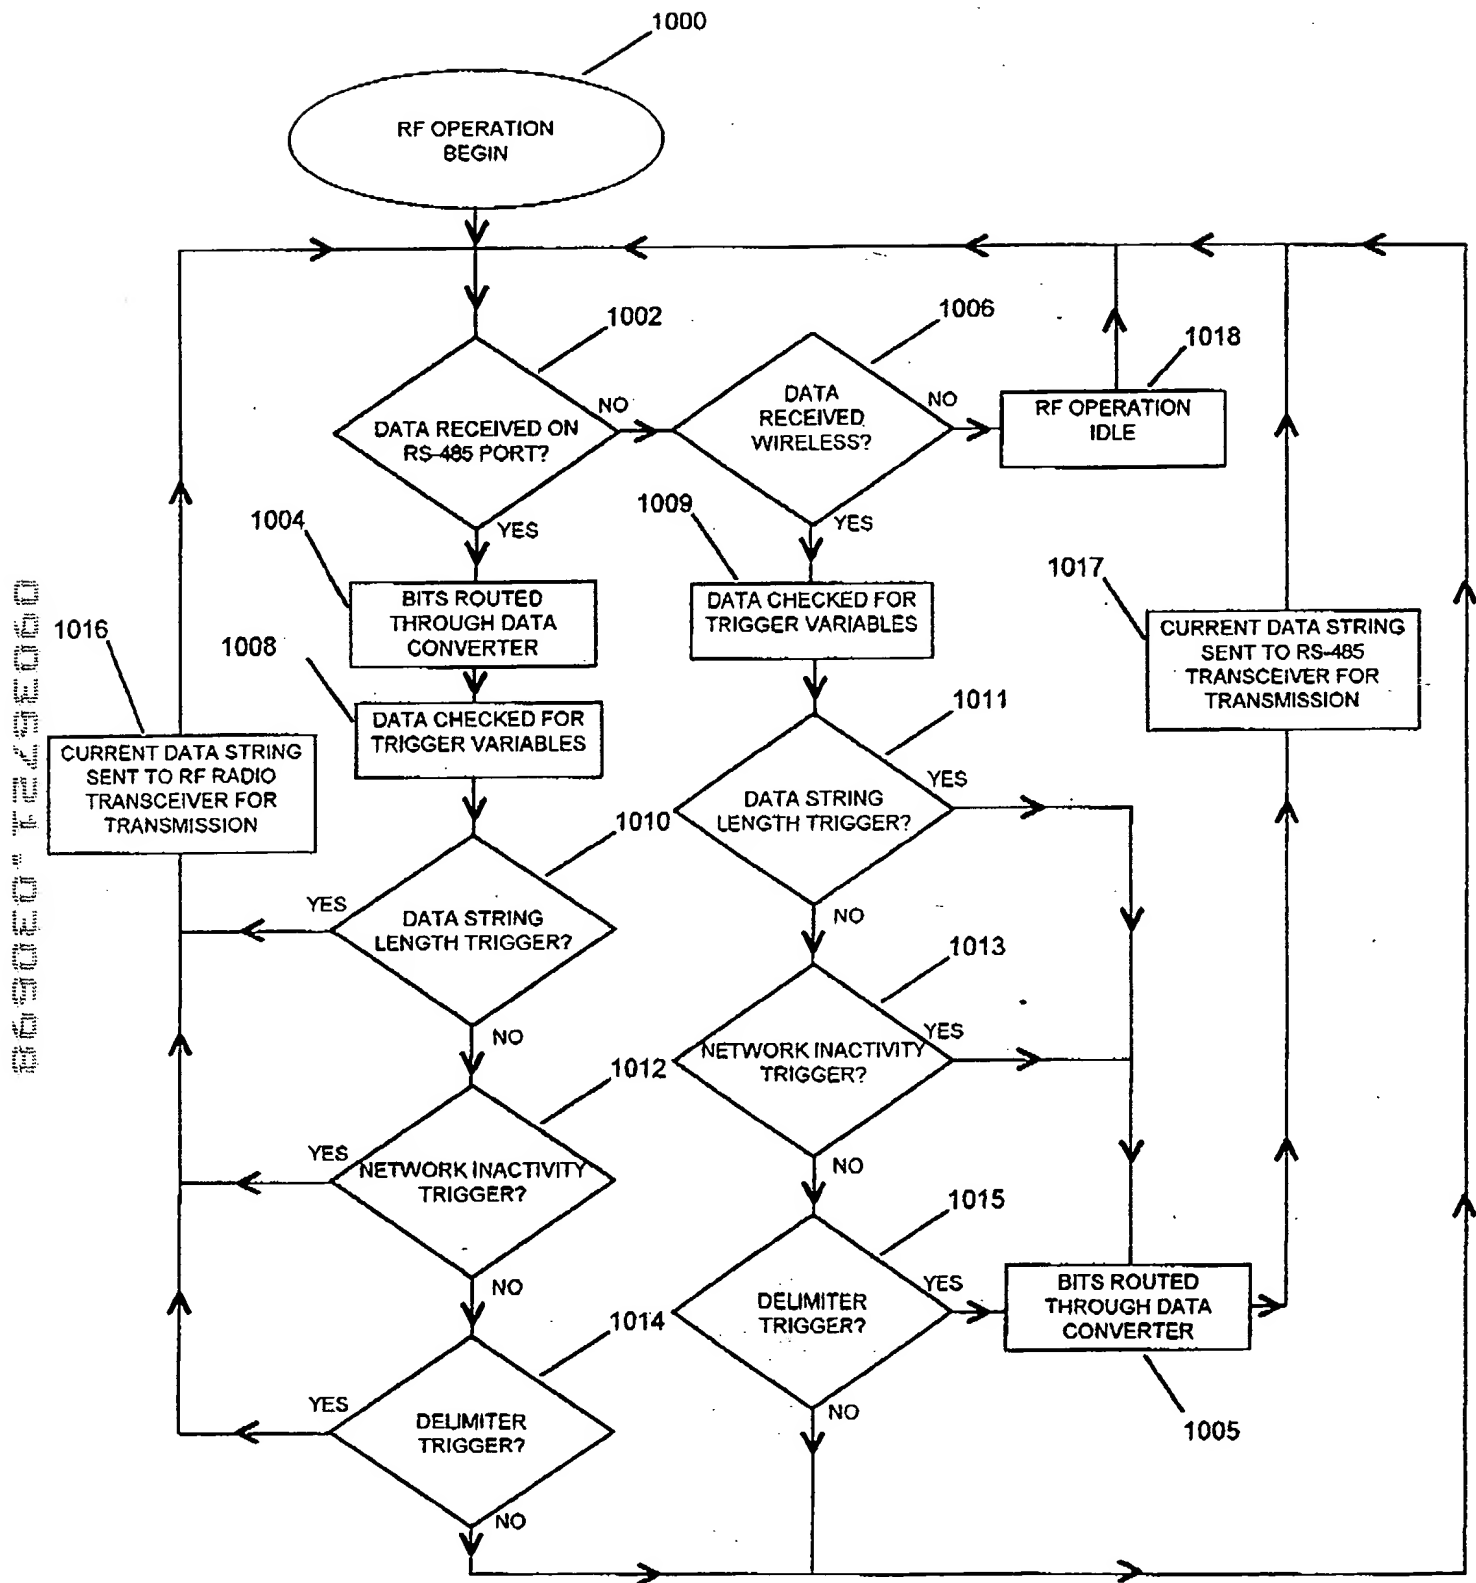 1000
RF OPERATION
BEGIN
1002
1006
1018
DATA RECEIVED ON
RS-485 PORT?
NO
DATA
RECEIVED
WIRELESS?
NO
RF OPERATION
IDLE
YES
YES
1004
1009
1017
BITS ROUTED
THROUGH DATA
CONVERTER
DATA CHECKED FOR
TRIGGER VARIABLES
CURRENT DATA STRING
SENT TO RS-485
TRANSCEIVER FOR
TRANSMISSION
1016
1008
DATA CHECKED FOR
TRIGGER VARIABLES
1011
CURRENT DATA STRING
SENT TO RF RADIO
TRANSCEIVER FOR
TRANSMISSION
DATA STRING
LENGTH TRIGGER?
YES
1010
YES
DATA STRING
LENGTH TRIGGER?
NO
NO
1013
1012
NETWORK INACTIVITY
TRIGGER?
YES
YES
NETWORK INACTIVITY
TRIGGER?
NO
NO
1015
1014
DELIMITER
TRIGGER?
YES
BITS ROUTED
THROUGH DATA
CONVERTER
YES
DELIMITER
TRIGGER?
NO
NO
1005